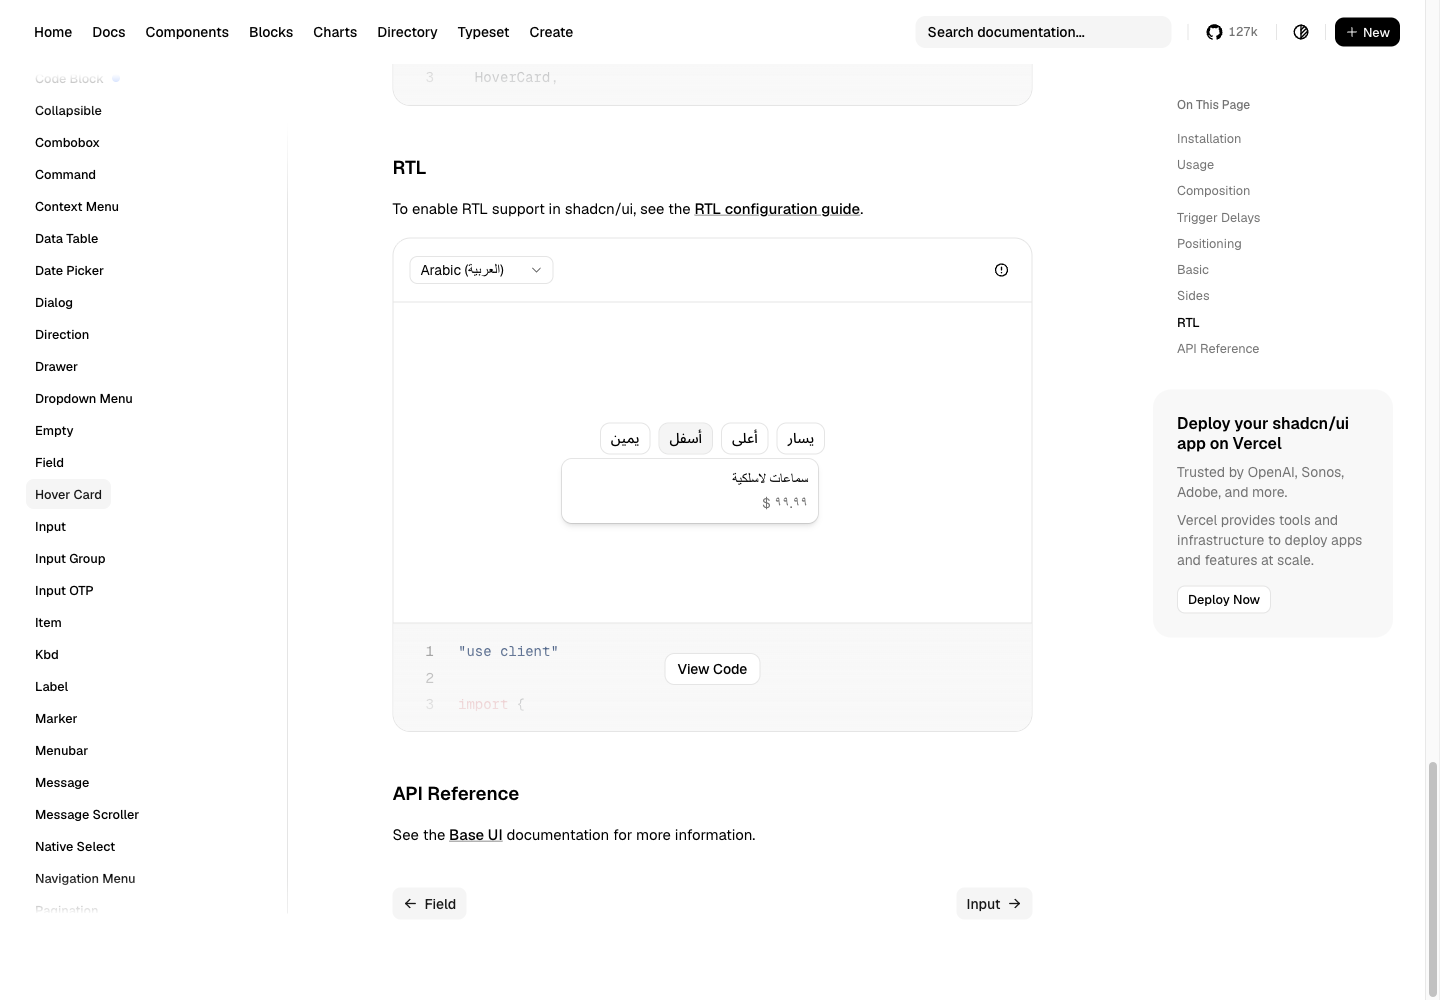 Home Docs Components Blocks Charts Directory Typeset Create
Search documentation...
127k
New
Code Block
Collapsible
Combobox
Command
Context Menu
Data Table
Date Picker
Dialog
Direction
Drawer
Dropdown Menu
Empty
Field
Hover Card
Input
Input Group
Input OTP
Item
Kbd
Label
Marker
Menubar
Message
Message Scroller
Native Select
Navigation Menu
Pagination
3 HoverCard,
RTL
To enable RTL support in shadcn/ui, see the RTL configuration guide.
Arabic (العربية)
يسار أعلى أسفل يمين
سماعات لاسلكية
٩٩.٩٩ $
1 "use client"
2
3 import {
View Code
API Reference
See the Base UI documentation for more information.
Field
Input
On This Page
Installation
Usage
Composition
Trigger Delays
Positioning
Basic
Sides
RTL
API Reference
Deploy your shadcn/ui
app on Vercel
Trusted by OpenAI, Sonos,
Adobe, and more.
Vercel provides tools and
infrastructure to deploy apps
and features at scale.
Deploy Now